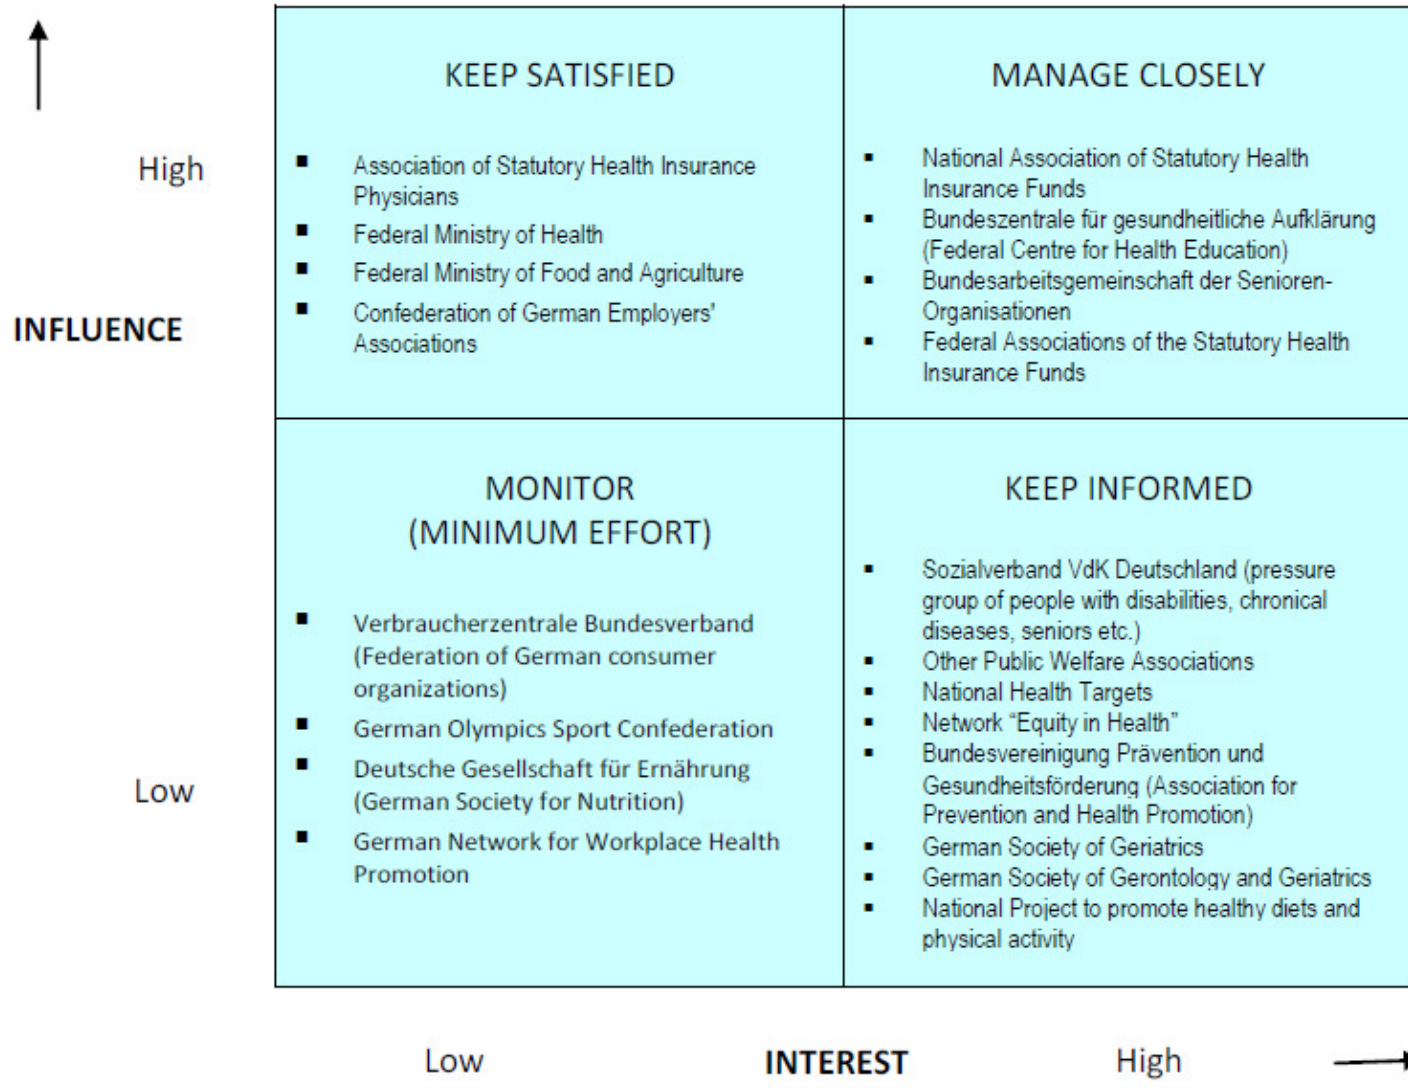 KEEP SATISFIED
■ Association of Statutory Health Insurance
Physicians
■ Federal Ministry of Health
■ Federal Ministry of Food and Agriculture
■ Confederation of German Employers'
Associations
MANAGE CLOSELY
▪ National Association of Statutory Health
Insurance Funds
▪ Bundeszentrale für gesundheitliche Aufklärung
(Federal Centre for Health Education)
▪ Bundesarbeitsgemeinschaft der Senioren-
Organisationen
▪ Federal Associations of the Statutory Health
Insurance Funds
High
INFLUENCE
MONITOR
(MINIMUM EFFORT)
■ Verbraucherzentrale Bundesverband
(Federation of German consumer
organizations)
■ German Olympics Sport Confederation
■ Deutsche Gesellschaft für Ernährung
(German Society for Nutrition)
■ German Network for Workplace Health
Promotion
KEEP INFORMED
▪ Sozialverband VdK Deutschland (pressure
group of people with disabilities, chronical
diseases, seniors etc.)
▪ Other Public Welfare Associations
▪ National Health Targets
▪ Network “Equity in Health”
▪ Bundesvereinigung Prävention und
Gesundheitsförderung (Association for
Prevention and Health Promotion)
▪ German Society of Geriatrics
▪ German Society of Gerontology and Geriatrics
▪ National Project to promote healthy diets and
physical activity
Low
Low
INTEREST
High